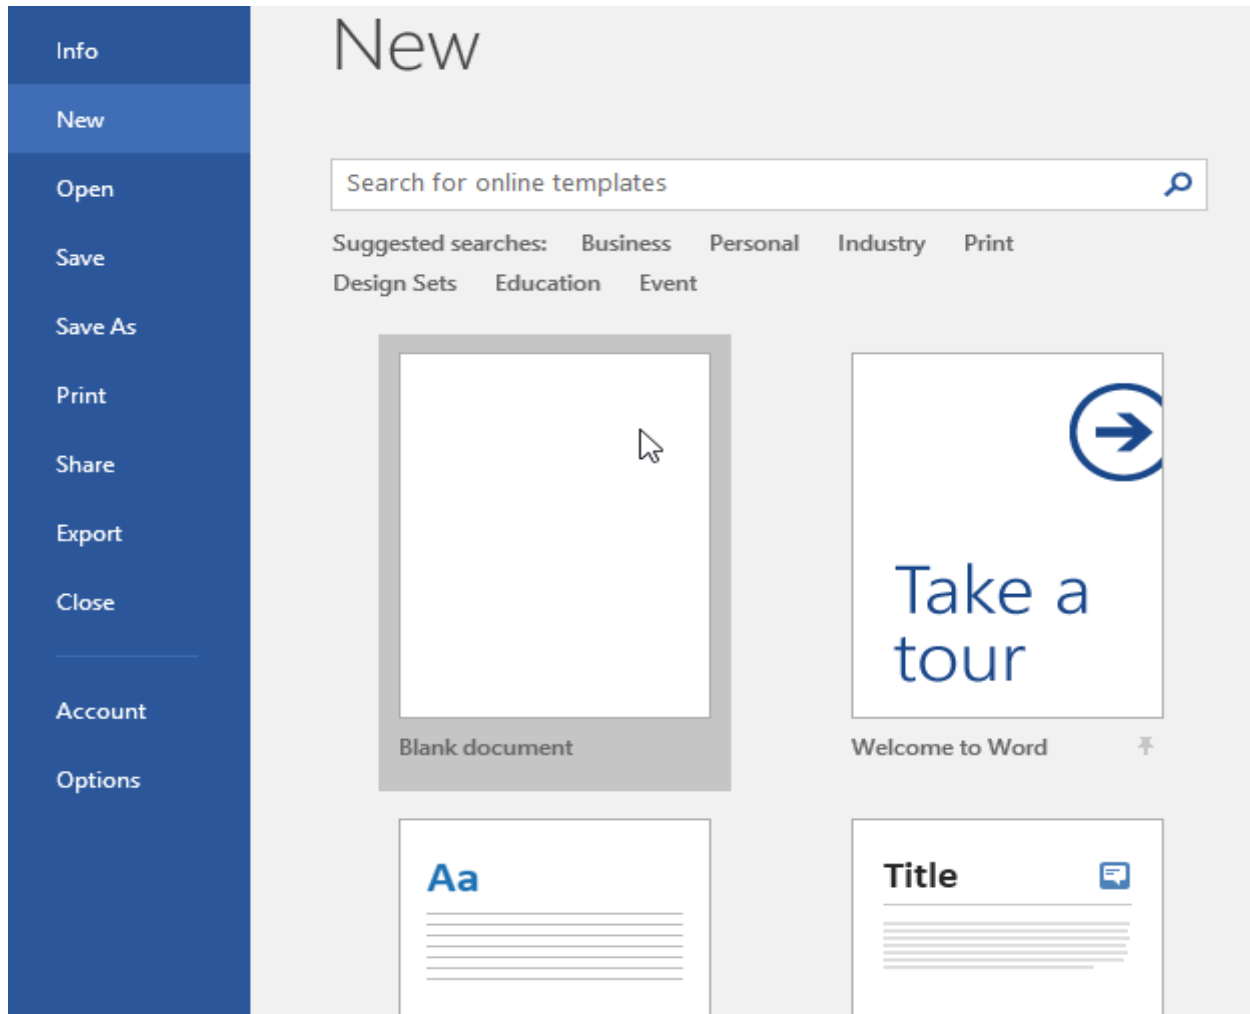 Info
New
Open
Save
Save As
Print
Share
Export
Close
Account
Options
New
Search for online templates
Suggested searches: Business Personal Industry Print
Design Sets Education Event
Take a
tour
Blank document
Welcome to Word
Aa
Title